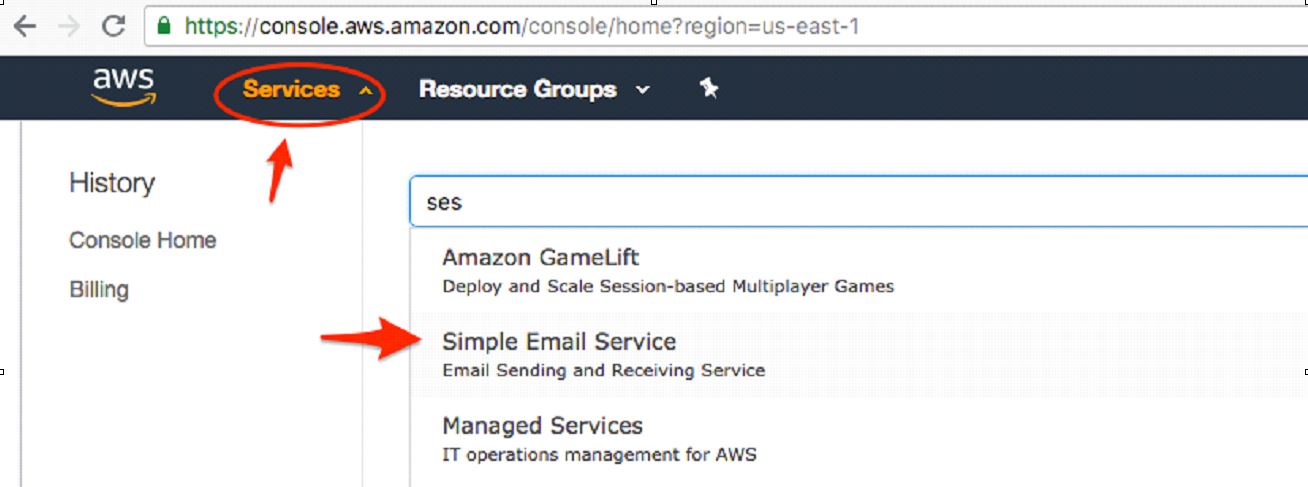 https://console.aws.amazon.com/console/home?region=us-east-1
aws Services Resource Groups
History
Console Home
Billing
ses
Amazon GameLift
Deploy and Scale Session-based Multiplayer Games
Simple Email Service
Email Sending and Receiving Service
Managed Services
IT operations management for AWS